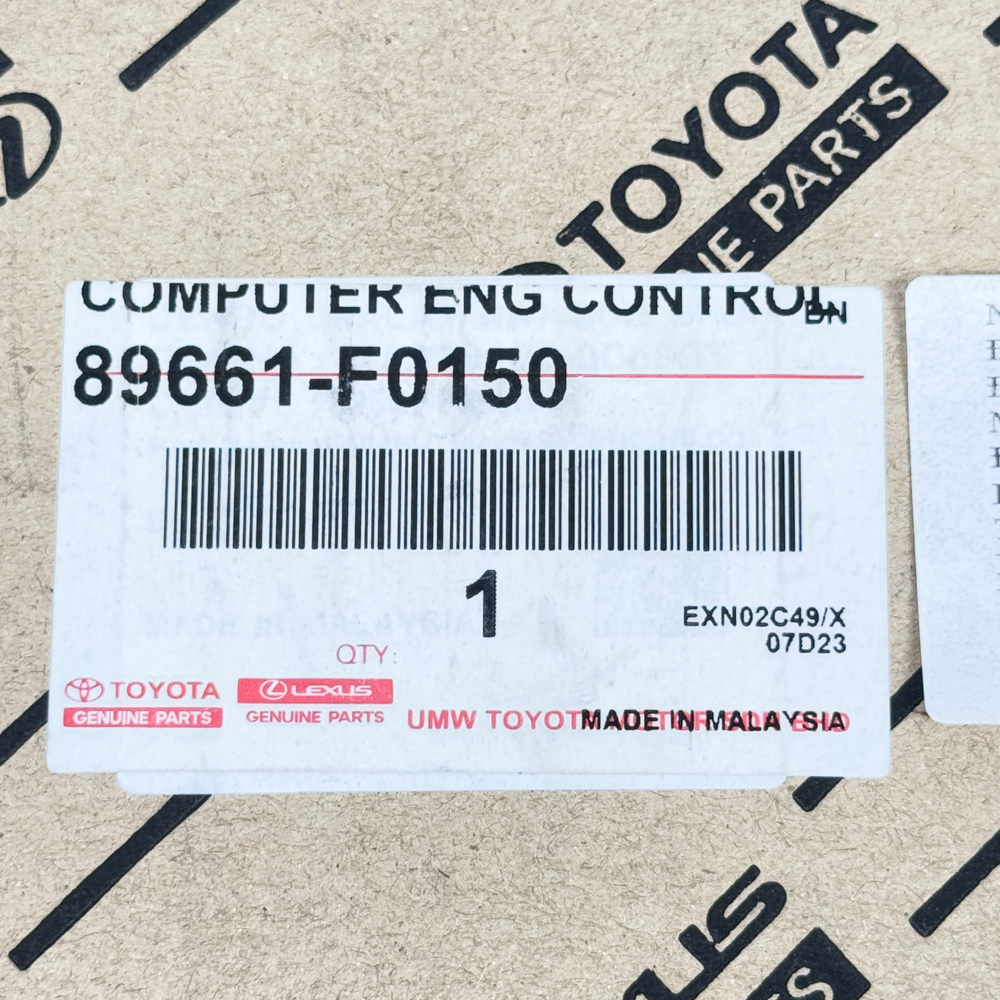 TOYOTA
NE PARTS
COMPUTER ENG CONTROL
BN
89661-F0150
1
EXN02C49/X
07D23
QTY:
TOYOTA
GENUINE PARTS
LEXUS
GENUINE PARTS
UMW TOYOTA MOTOR SDN BHD
MADE IN MALAYSIA